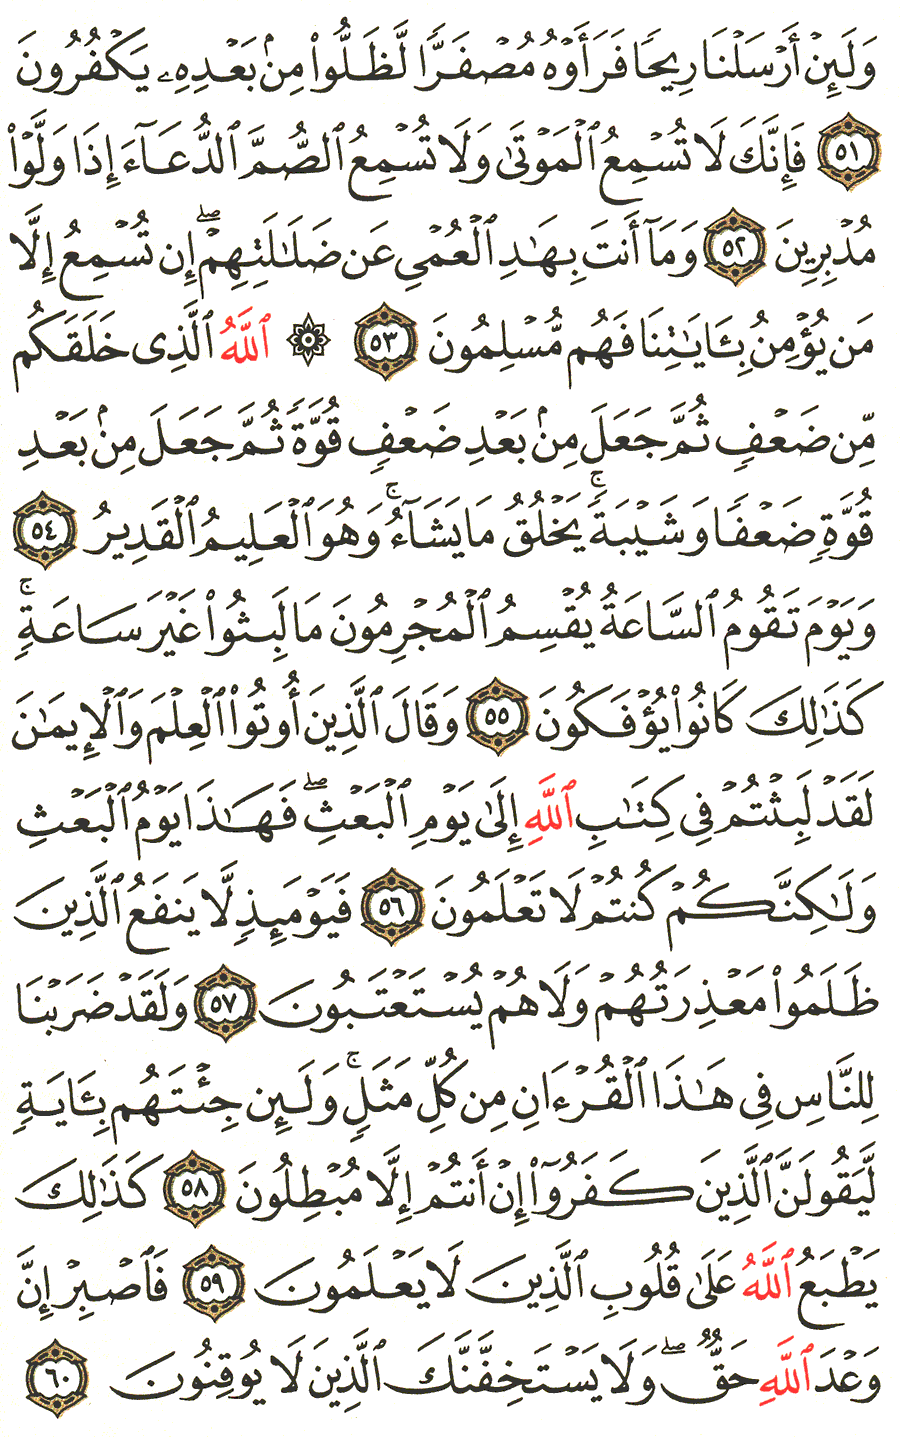 وَلَئِنْ أَرْسَلْنَا رِيحًا فَرَأَوْهُ مُصْفَرًّا لَّظَلُّوا۟ مِنۢ بَعْدِهِۦ يَكْفُرُونَ
٥١ فَإِنَّكَ لَا تُسْمِعُ ٱلْمَوْتَىٰ وَلَا تُسْمِعُ ٱلصُّمَّ ٱلدُّعَآءَ إِذَا وَلَّوْا۟
مُدْبِرِينَ ٥٢ وَمَآ أَنتَ بِهَـٰدِ ٱلْعُمْىِ عَن ضَلَـٰلَتِهِمْ ۖ إِن تُسْمِعُ إِلَّا
مَن يُؤْمِنُ بِـَٔايَـٰتِنَا فَهُم مُّسْلِمُونَ ٥٣ ۞ ٱللَّهُ ٱلَّذِى خَلَقَكُم
مِّن ضَعْفٍ ثُمَّ جَعَلَ مِنۢ بَعْدِ ضَعْفٍ قُوَّةً ثُمَّ جَعَلَ مِنۢ بَعْدِ
قُوَّةٍ ضَعْفًا وَشَيْبَةً ۚ يَخْلُقُ مَا يَشَآءُ ۚ وَهُوَ ٱلْعَلِيمُ ٱلْقَدِيرُ ٥٤
وَيَوْمَ تَقُومُ ٱلسَّاعَةُ يُقْسِمُ ٱلْمُجْرِمُونَ مَا لَبِثُوا۟ غَيْرَ سَاعَةٍ ۚ
كَذَٰلِكَ كَانُوا۟ يُؤْفَكُونَ ٥٥ وَقَالَ ٱلَّذِينَ أُوتُوا۟ ٱلْعِلْمَ وَٱلْإِيمَـٰنَ
لَقَدْ لَبِثْتُمْ فِى كِتَـٰبِ ٱللَّهِ إِلَىٰ يَوْمِ ٱلْبَعْثِ ۖ فَهَـٰذَا يَوْمُ ٱلْبَعْثِ
وَلَـٰكِنَّكُمْ كُنتُمْ لَا تَعْلَمُونَ ٥٦ فَيَوْمَئِذٍ لَّا يَنفَعُ ٱلَّذِينَ
ظَلَمُوا۟ مَعْذِرَتُهُمْ وَلَا هُمْ يُسْتَعْتَبُونَ ٥٧ وَلَقَدْ ضَرَبْنَا
لِلنَّاسِ فِى هَـٰذَا ٱلْقُرْءَانِ مِن كُلِّ مَثَلٍ ۚ وَلَئِن جِئْتَهُم بِـَٔايَةٍ
لَّيَقُولَنَّ ٱلَّذِينَ كَفَرُوٓا۟ إِنْ أَنتُمْ إِلَّا مُبْطِلُونَ ٥٨ كَذَٰلِكَ
يَطْبَعُ ٱللَّهُ عَلَىٰ قُلُوبِ ٱلَّذِينَ لَا يَعْلَمُونَ ٥٩ فَٱصْبِرْ إِنَّ
وَعْدَ ٱللَّهِ حَقٌّ ۖ وَلَا يَسْتَخِفَّنَّكَ ٱلَّذِينَ لَا يُوقِنُونَ ٦٠